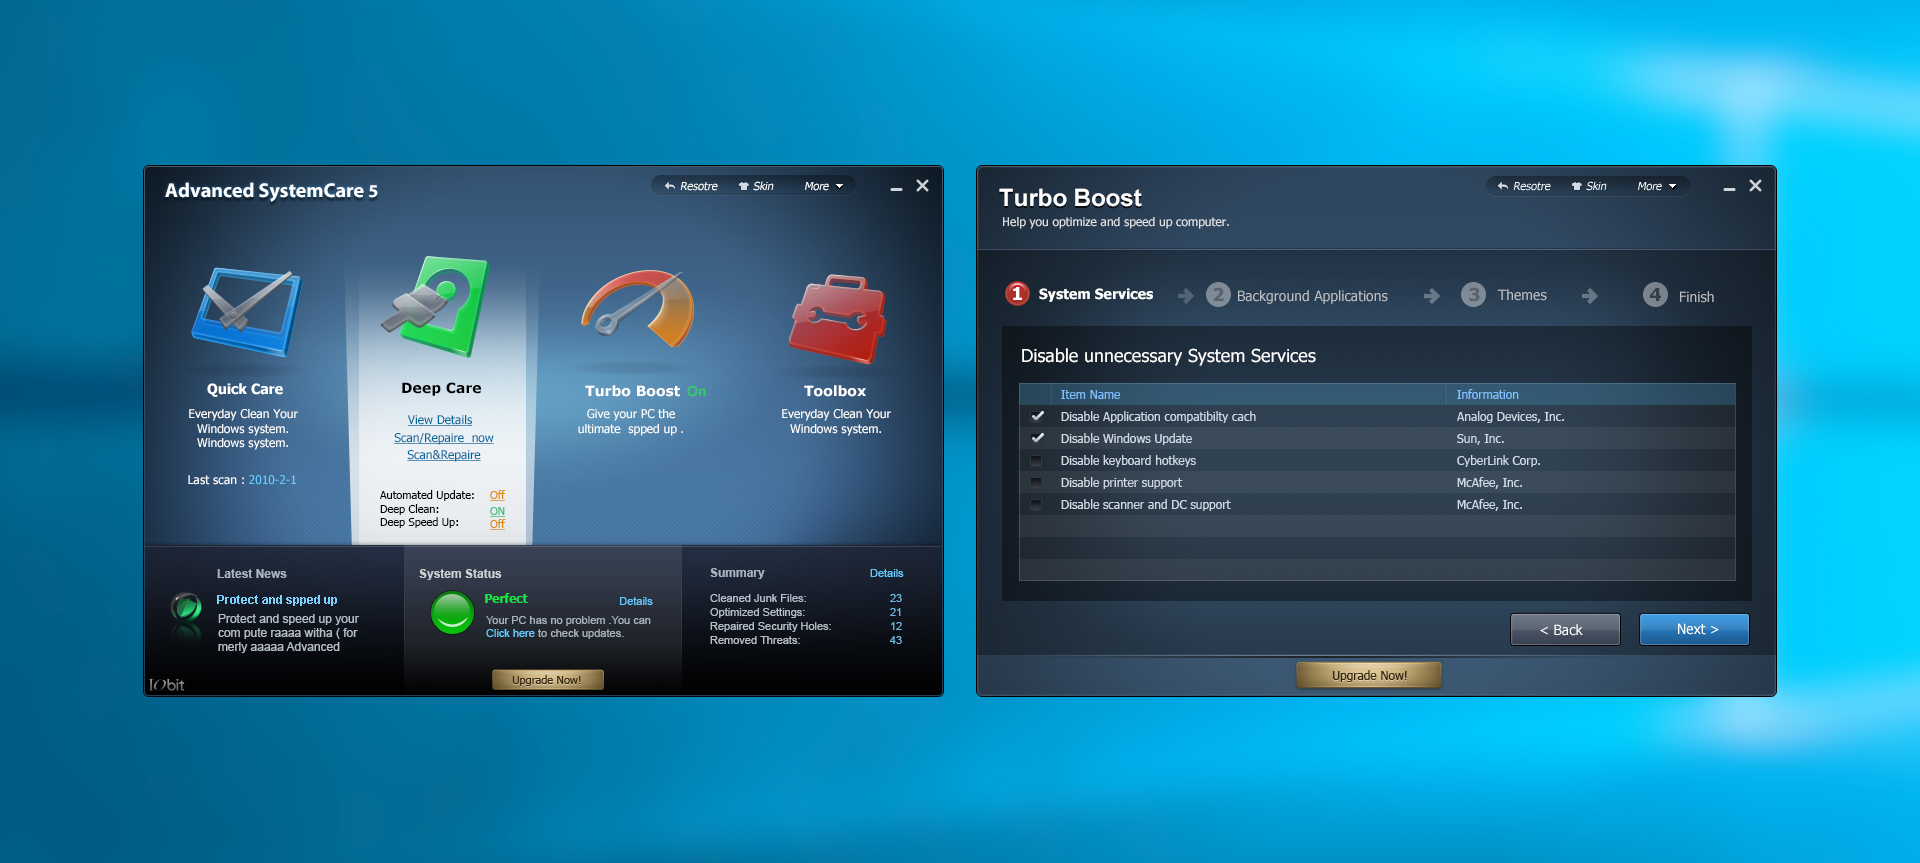 Advanced SystemCare 5
Resotre Skin More
Quick Care
Everyday Clean Your
Windows system.
Windows system.
Last scan : 2010-2-1
Deep Care
View Details
Scan/Repaire now
Scan&Repaire
Automated Update: Off
Deep Clean: ON
Deep Speed Up: Off
Turbo Boost On
Give your PC the
ultimate spped up .
Toolbox
Everyday Clean Your
Windows system.
Latest News
Protect and spped up
Protect and speed up your
com pute raaaa witha ( for
merly aaaaa Advanced
IObit
System Status
Perfect
Details
Your PC has no problem .You can
Click here to check updates.
Upgrade Now!
Summary Details
Cleaned Junk Files: 23
Optimized Settings: 21
Repaired Security Holes: 12
Removed Threats: 43
Turbo Boost
Help you optimize and speed up computer.
Resotre Skin More
1 System Services
2 Background Applications
3 Themes
4 Finish
Disable unnecessary System Services
Item Name Information
Disable Application compatibilty cach Analog Devices, Inc.
Disable Windows Update Sun, Inc.
Disable keyboard hotkeys CyberLink Corp.
Disable printer support McAfee, Inc.
Disable scanner and DC support McAfee, Inc.
< Back Next >
Upgrade Now!